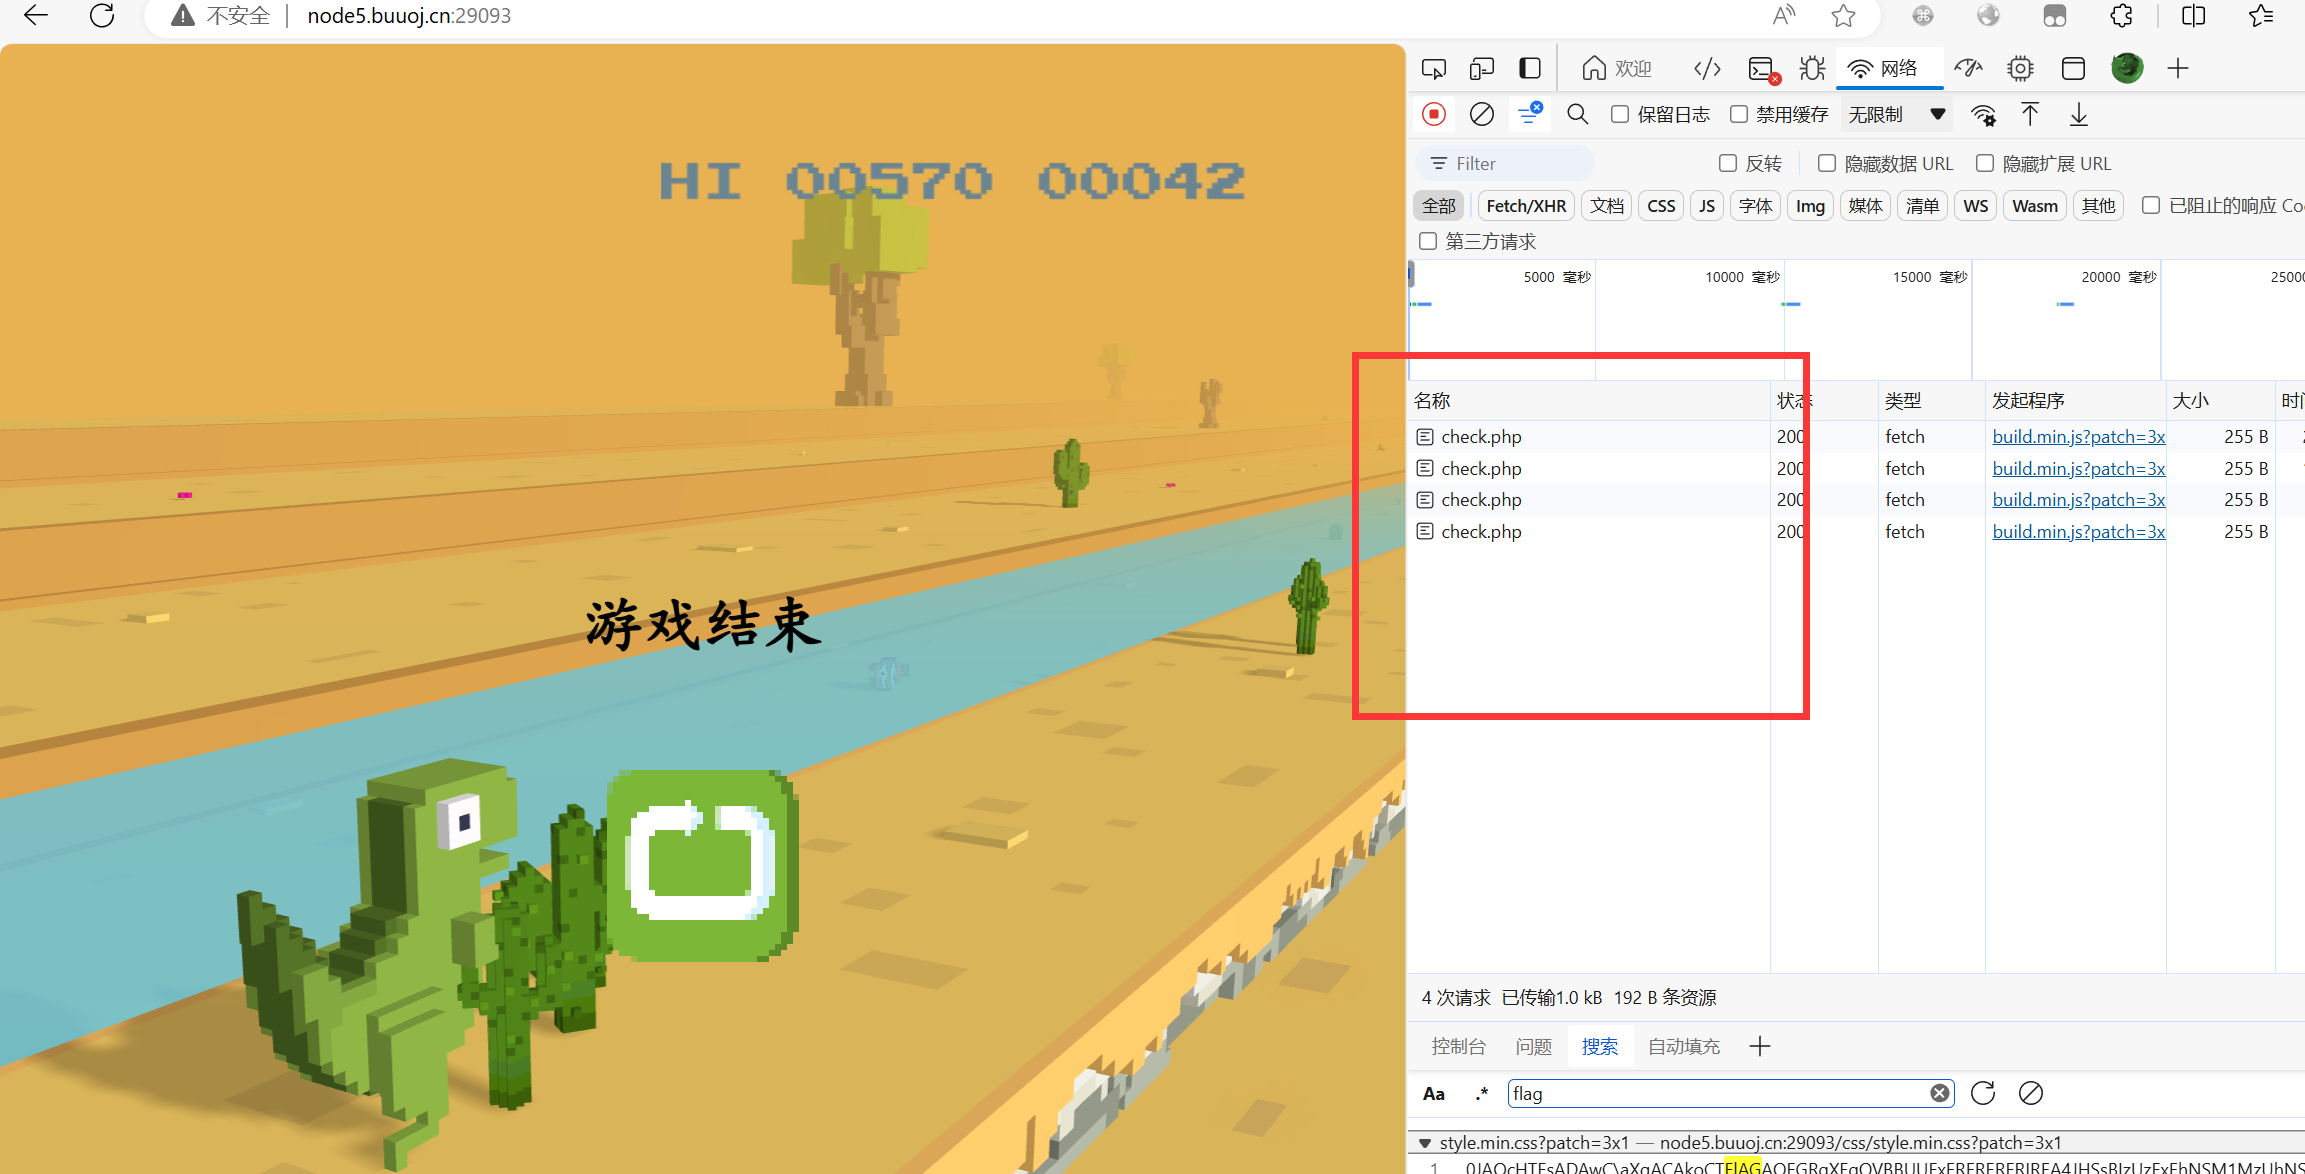 不安全 node5.buuoj.cn:29093
HI 00570 00042
游戏结束
欢迎 网络
保留日志 禁用缓存 无限制
Filter 反转 隐藏数据 URL 隐藏扩展 URL
全部 Fetch/XHR 文档 CSS JS 字体 Img 媒体 清单 WS Wasm 其他 已阻止的响应
第三方请求
5000 毫秒 10000 毫秒 15000 毫秒 20000 毫秒 2500
名称 状态 类型 发起程序 大小
check.php 200 fetch build.min.js?patch=3x 255 B
check.php 200 fetch build.min.js?patch=3x 255 B
check.php 200 fetch build.min.js?patch=3x 255 B
check.php 200 fetch build.min.js?patch=3x 255 B
4 次请求 已传输1.0 kB 192 B 条资源
控制台 问题 搜索 自动填充
Aa .* flag
style.min.css?patch=3x1 — node5.buuoj.cn:29093/css/style.min.css?patch=3x1